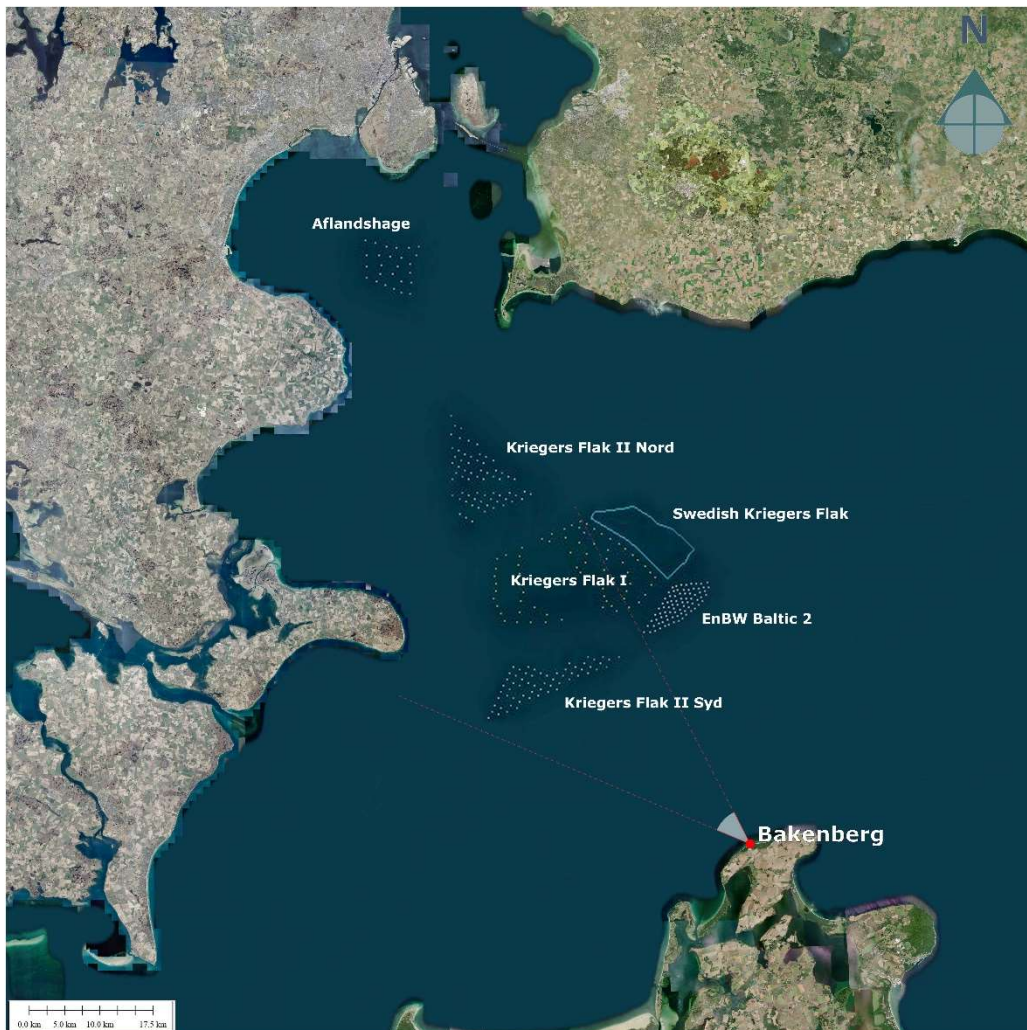 N
Aflandshage
Kriegers Flak II Nord
Swedish Kriegers Flak
Kriegers Flak I
EnBW Baltic 2
Kriegers Flak II Syd
Bakenberg
0.0 km 5.0 km 10.0 km 17.5 km